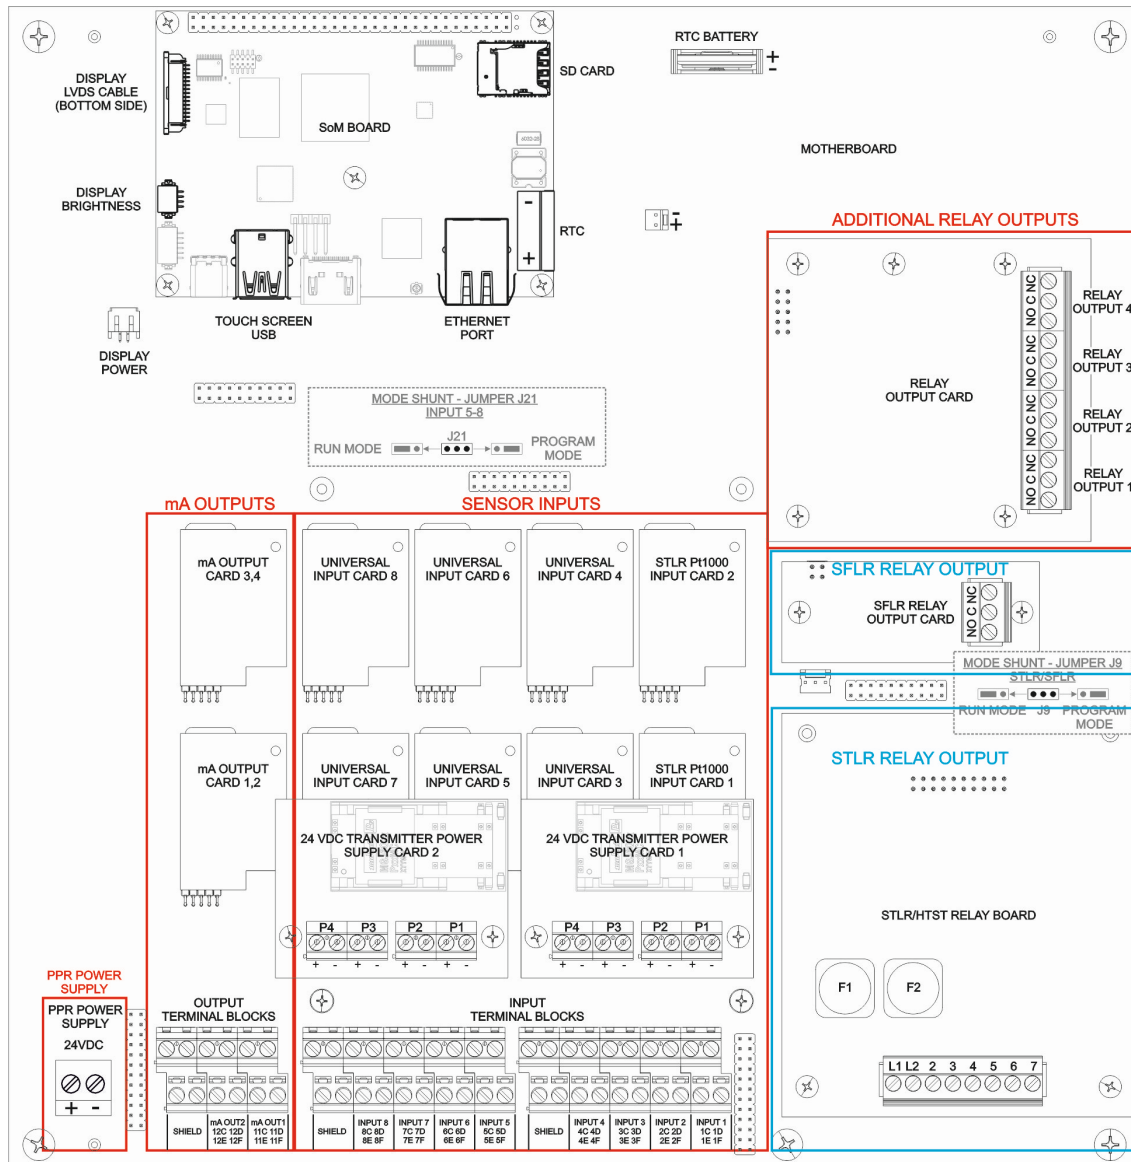 RTC BATTERY
+
-
DISPLAY
LVDS CABLE
(BOTTOM SIDE)
SD CARD
SoM BOARD
6032-28
MOTHERBOARD
DISPLAY
BRIGHTNESS
-
+
RTC
-
+
ADDITIONAL RELAY OUTPUTS
TOUCH SCREEN
USB
ETHERNET
PORT
DISPLAY
POWER
RELAY
OUTPUT CARD
NO C NC
RELAY
OUTPUT 4
NO C NC
RELAY
OUTPUT 3
NO C NC
RELAY
OUTPUT 2
NO C NC
RELAY
OUTPUT 1
MODE SHUNT - JUMPER J21
INPUT 5-8
RUN MODE
J21
PROGRAM
MODE
mA OUTPUTS
SENSOR INPUTS
mA OUTPUT
CARD 3,4
UNIVERSAL
INPUT CARD 8
UNIVERSAL
INPUT CARD 6
UNIVERSAL
INPUT CARD 4
STLR Pt1000
INPUT CARD 2
SFLR RELAY OUTPUT
SFLR RELAY
OUTPUT CARD
NO C NC
MODE SHUNT - JUMPER J9
STLR/SFLR
RUN MODE
J9
PROGRAM
MODE
mA OUTPUT
CARD 1,2
UNIVERSAL
INPUT CARD 7
UNIVERSAL
INPUT CARD 5
UNIVERSAL
INPUT CARD 3
STLR Pt1000
INPUT CARD 1
STLR RELAY OUTPUT
24 VDC TRANSMITTER POWER
SUPPLY CARD 2
24 VDC TRANSMITTER POWER
SUPPLY CARD 1
P4 P3 P2 P1
+ - + - + - + -
P4 P3 P2 P1
+ - + - + - + -
STLR/HTST RELAY BOARD
F1
F2
L1 L2 2 3 4 5 6 7
PPR POWER
SUPPLY
PPR POWER
SUPPLY
24VDC
+ -
OUTPUT
TERMINAL BLOCKS
INPUT
TERMINAL BLOCKS
SHIELD
mA OUT2
12C 12D
12E 12F
mA OUT1
11C 11D
11E 11F
SHIELD
INPUT 8
8C 8D
8E 8F
INPUT 7
7C 7D
7E 7F
INPUT 6
6C 6D
6E 6F
INPUT 5
5C 5D
5E 5F
SHIELD
INPUT 4
4C 4D
4E 4F
INPUT 3
3C 3D
3E 3F
INPUT 2
2C 2D
2E 2F
INPUT 1
1C 1D
1E 1F